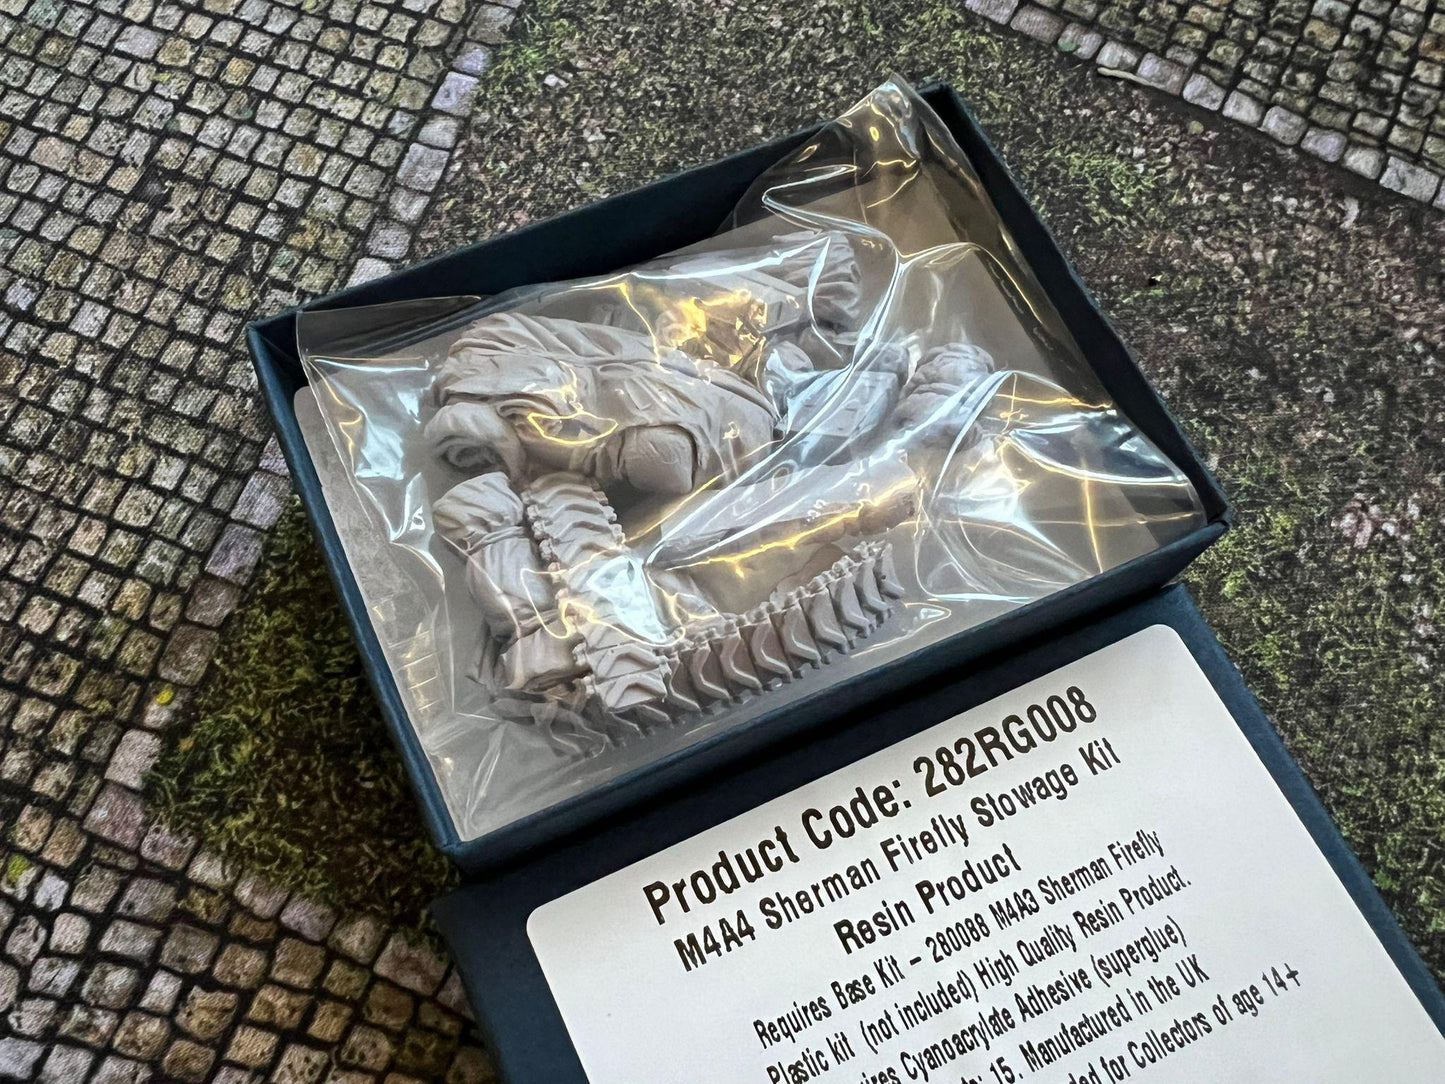 Product Code: 282RG008
M4A4 Sherman Firefly Stowage Kit
Resin Product
Requires Base Kit - 280088 M4A3 Sherman Firefly
Plastic kit (not included) High Quality Resin Product.
Cyanoacrylate Adhesive (superglue)
15. Manufactured in the UK
for Collectors of age 14+